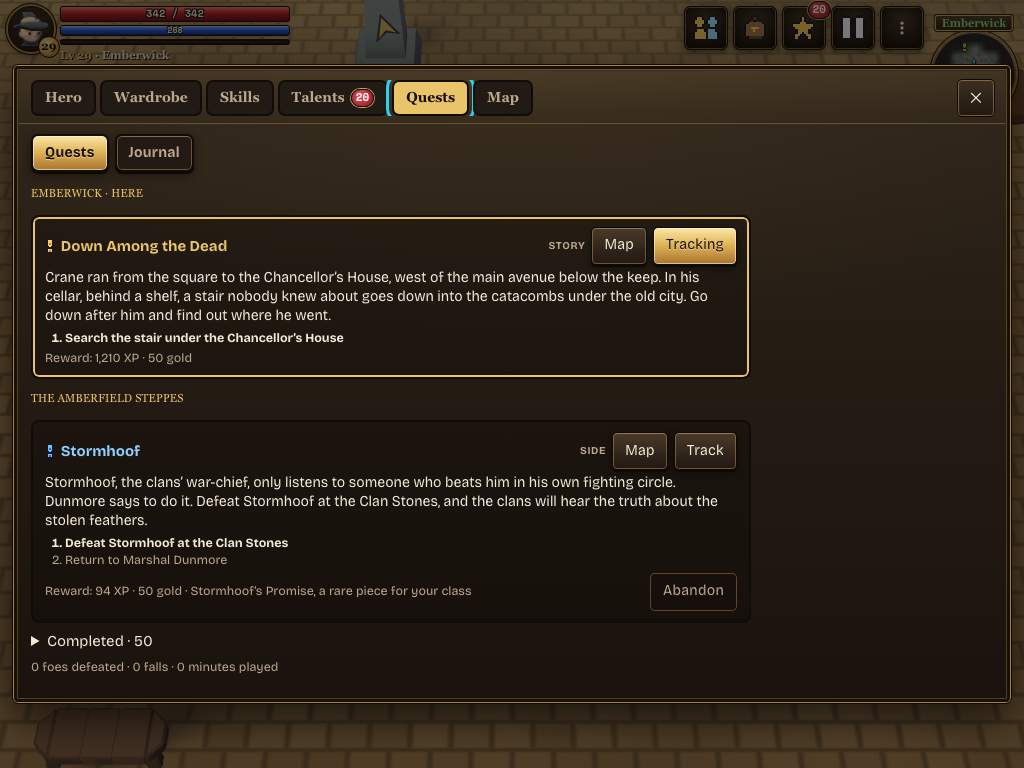 342 / 342
268
20
Emberwick
29
Lv 29 · Emberwick
Hero
Wardrobe
Skills
Talents 20
Quests
Map
Quests
Journal
EMBERWICK · HERE
Down Among the Dead
STORY
Map
Tracking
Crane ran from the square to the Chancellor's House, west of the main avenue below the keep. In his
cellar, behind a shelf, a stair nobody knew about goes down into the catacombs under the old city. Go
down after him and find out where he went.
1. Search the stair under the Chancellor's House
Reward: 1,210 XP · 50 gold
THE AMBERFIELD STEPPES
Stormhoof
SIDE
Map
Track
Stormhoof, the clans' war-chief, only listens to someone who beats him in his own fighting circle.
Dunmore says to do it. Defeat Stormhoof at the Clan Stones, and the clans will hear the truth about the
stolen feathers.
1. Defeat Stormhoof at the Clan Stones
2. Return to Marshal Dunmore
Reward: 94 XP · 50 gold · Stormhoof's Promise, a rare piece for your class
Abandon
Completed · 50
0 foes defeated · 0 falls · 0 minutes played